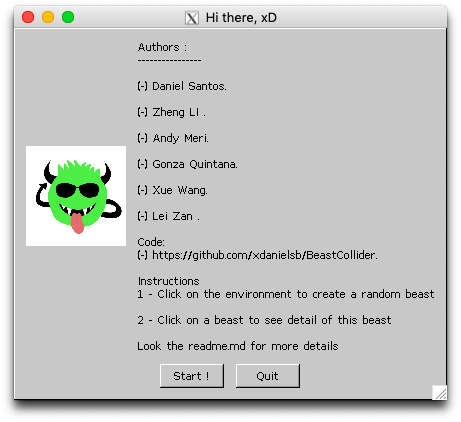 Hi there, xD
Authors :
----------------
(-) Daniel Santos.
(-) Zheng LI .
(-) Andy Meri.
(-) Gonza Quintana.
(-) Xue Wang.
(-) Lei Zan .
Code:
(-) https://github.com/xdanielsb/BeastCollider.
Instructions
1 - Click on the environment to create a random beast
2 - Click on a beast to see detail of this beast
Look the readme.md for more details
Start !
Quit